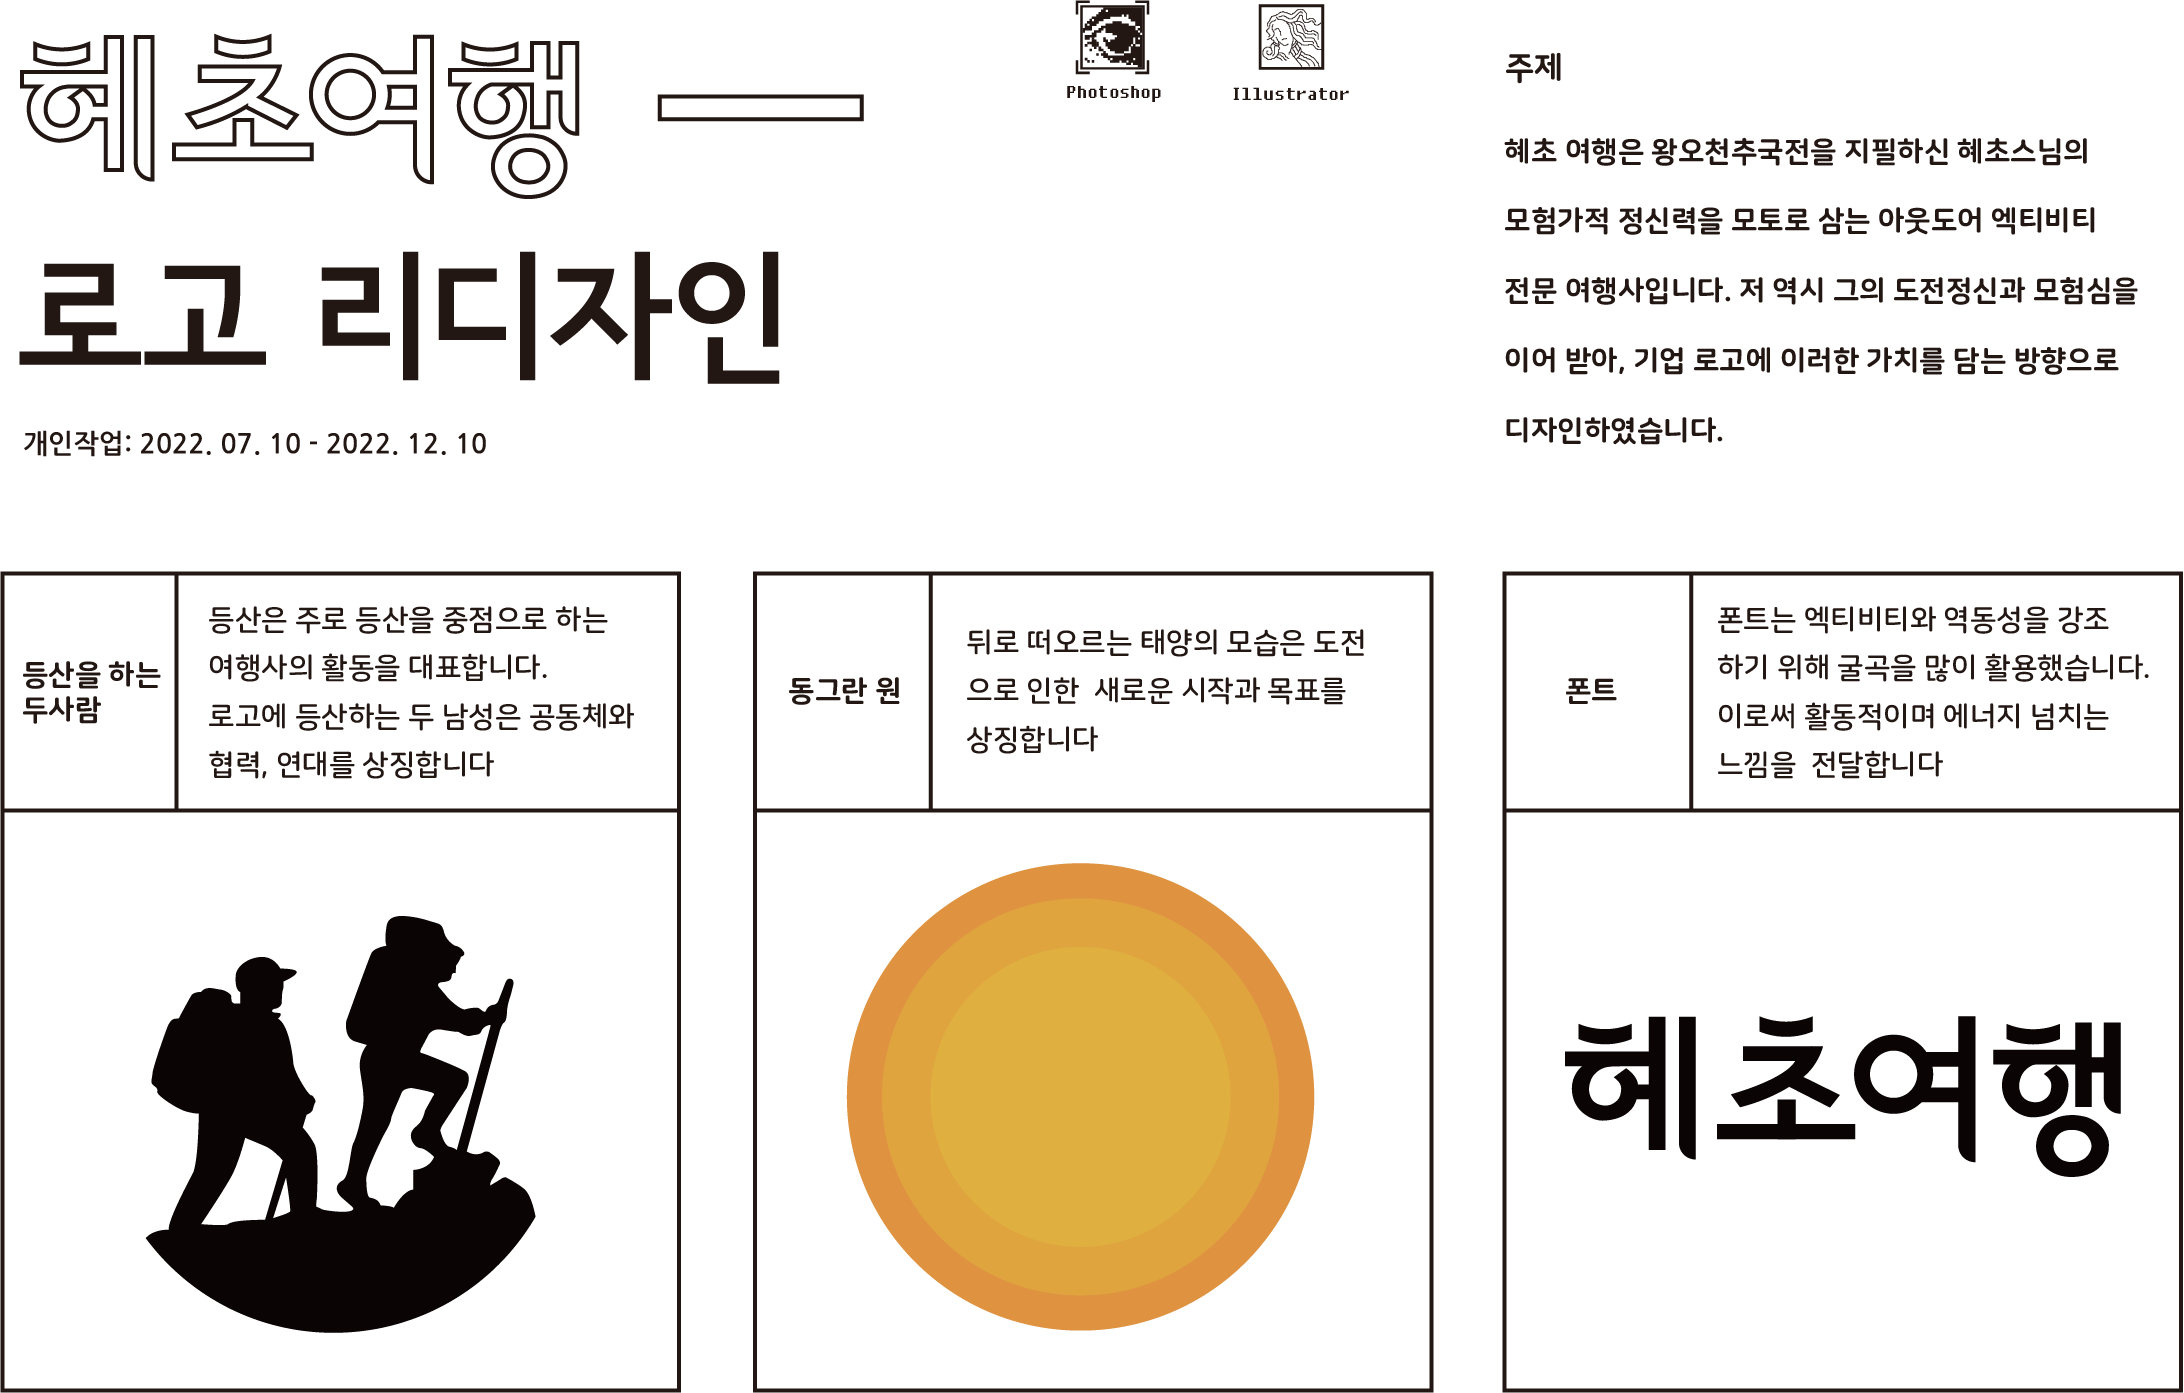 혜초여행 —
로고 리디자인
개인작업: 2022. 07. 10 - 2022. 12. 10
Photoshop
Illustrator
주제
혜초 여행은 왕오천추국전을 지필하신 혜초스님의
모험가적 정신력을 모토로 삼는 아웃도어 엑티비티
전문 여행사입니다. 저 역시 그의 도전정신과 모험심을
이어 받아, 기업 로고에 이러한 가치를 담는 방향으로
디자인하였습니다.
등산을 하는
두사람
등산은 주로 등산을 중점으로 하는
여행사의 활동을 대표합니다.
로고에 등산하는 두 남성은 공동체와
협력, 연대를 상징합니다
동그란 원
뒤로 떠오르는 태양의 모습은 도전
으로 인한 새로운 시작과 목표를
상징합니다
폰트
폰트는 엑티비티와 역동성을 강조
하기 위해 굴곡을 많이 활용했습니다.
이로써 활동적이며 에너지 넘치는
느낌을 전달합니다
혜초여행